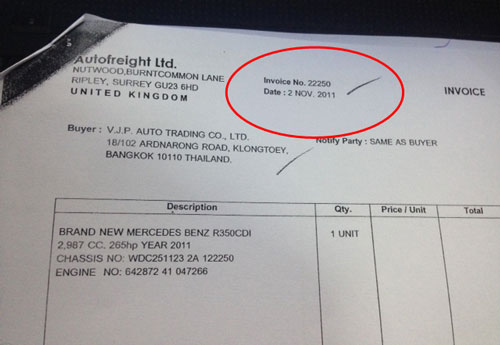 Autofreight Ltd.
NUTWOOD,BURNTCOMMON LANE
RIPLEY, SURREY GU23 6HD
UNITED KINGDOM
Invoice No. 22250
Date : 2 NOV. 2011
INVOICE
Buyer : V.J.P. AUTO TRADING CO., LTD.
18/102 ARDNARONG ROAD, KLONGTOEY,
BANGKOK 10110 THAILAND.
Notify Party : SAME AS BUYER
Description Qty. Price / Unit Total
BRAND NEW MERCEDES BENZ R350CDI 1 UNIT
2,987 CC. 265hp YEAR 2011
CHASSIS NO: WDC251123 2A 122250
ENGINE NO: 642872 41 047266